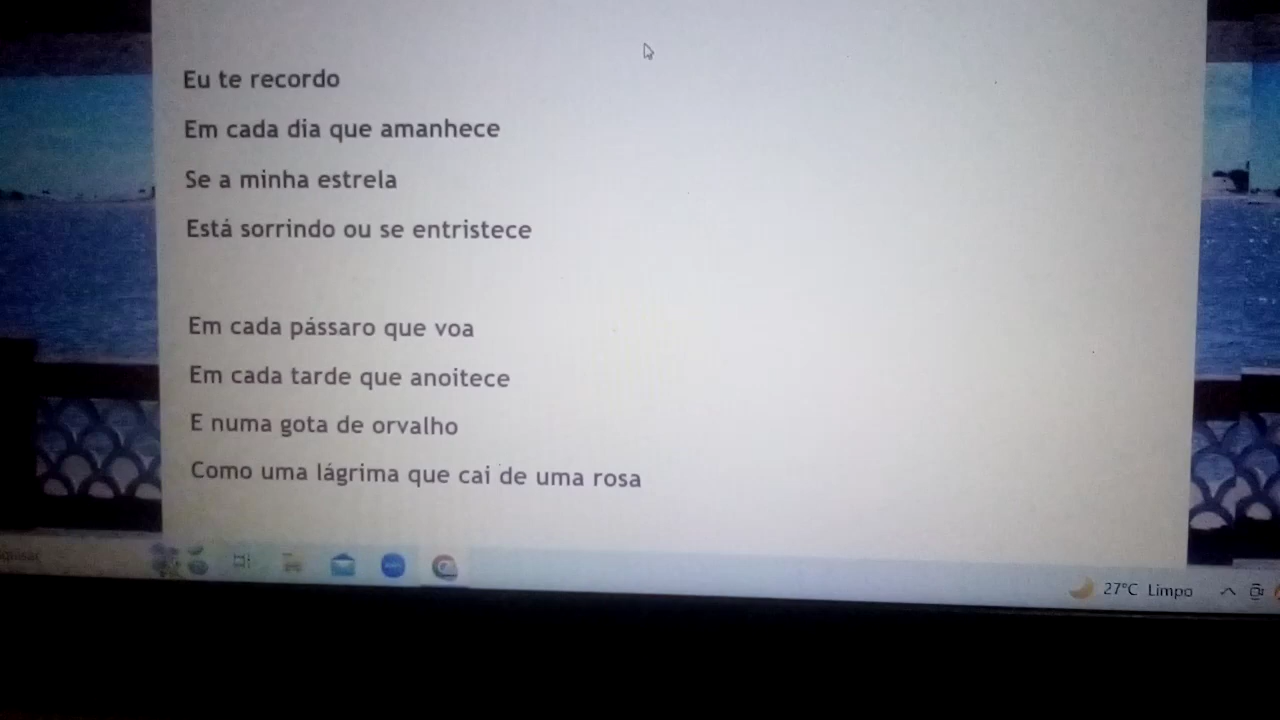 Eu te recordo
Em cada dia que amanhece
Se a minha estrela
Está sorrindo ou se entristece
Em cada pássaro que voa
Em cada tarde que anoitece
E numa gota de orvalho
Como uma lágrima que cai de uma rosa
27°C Limpo